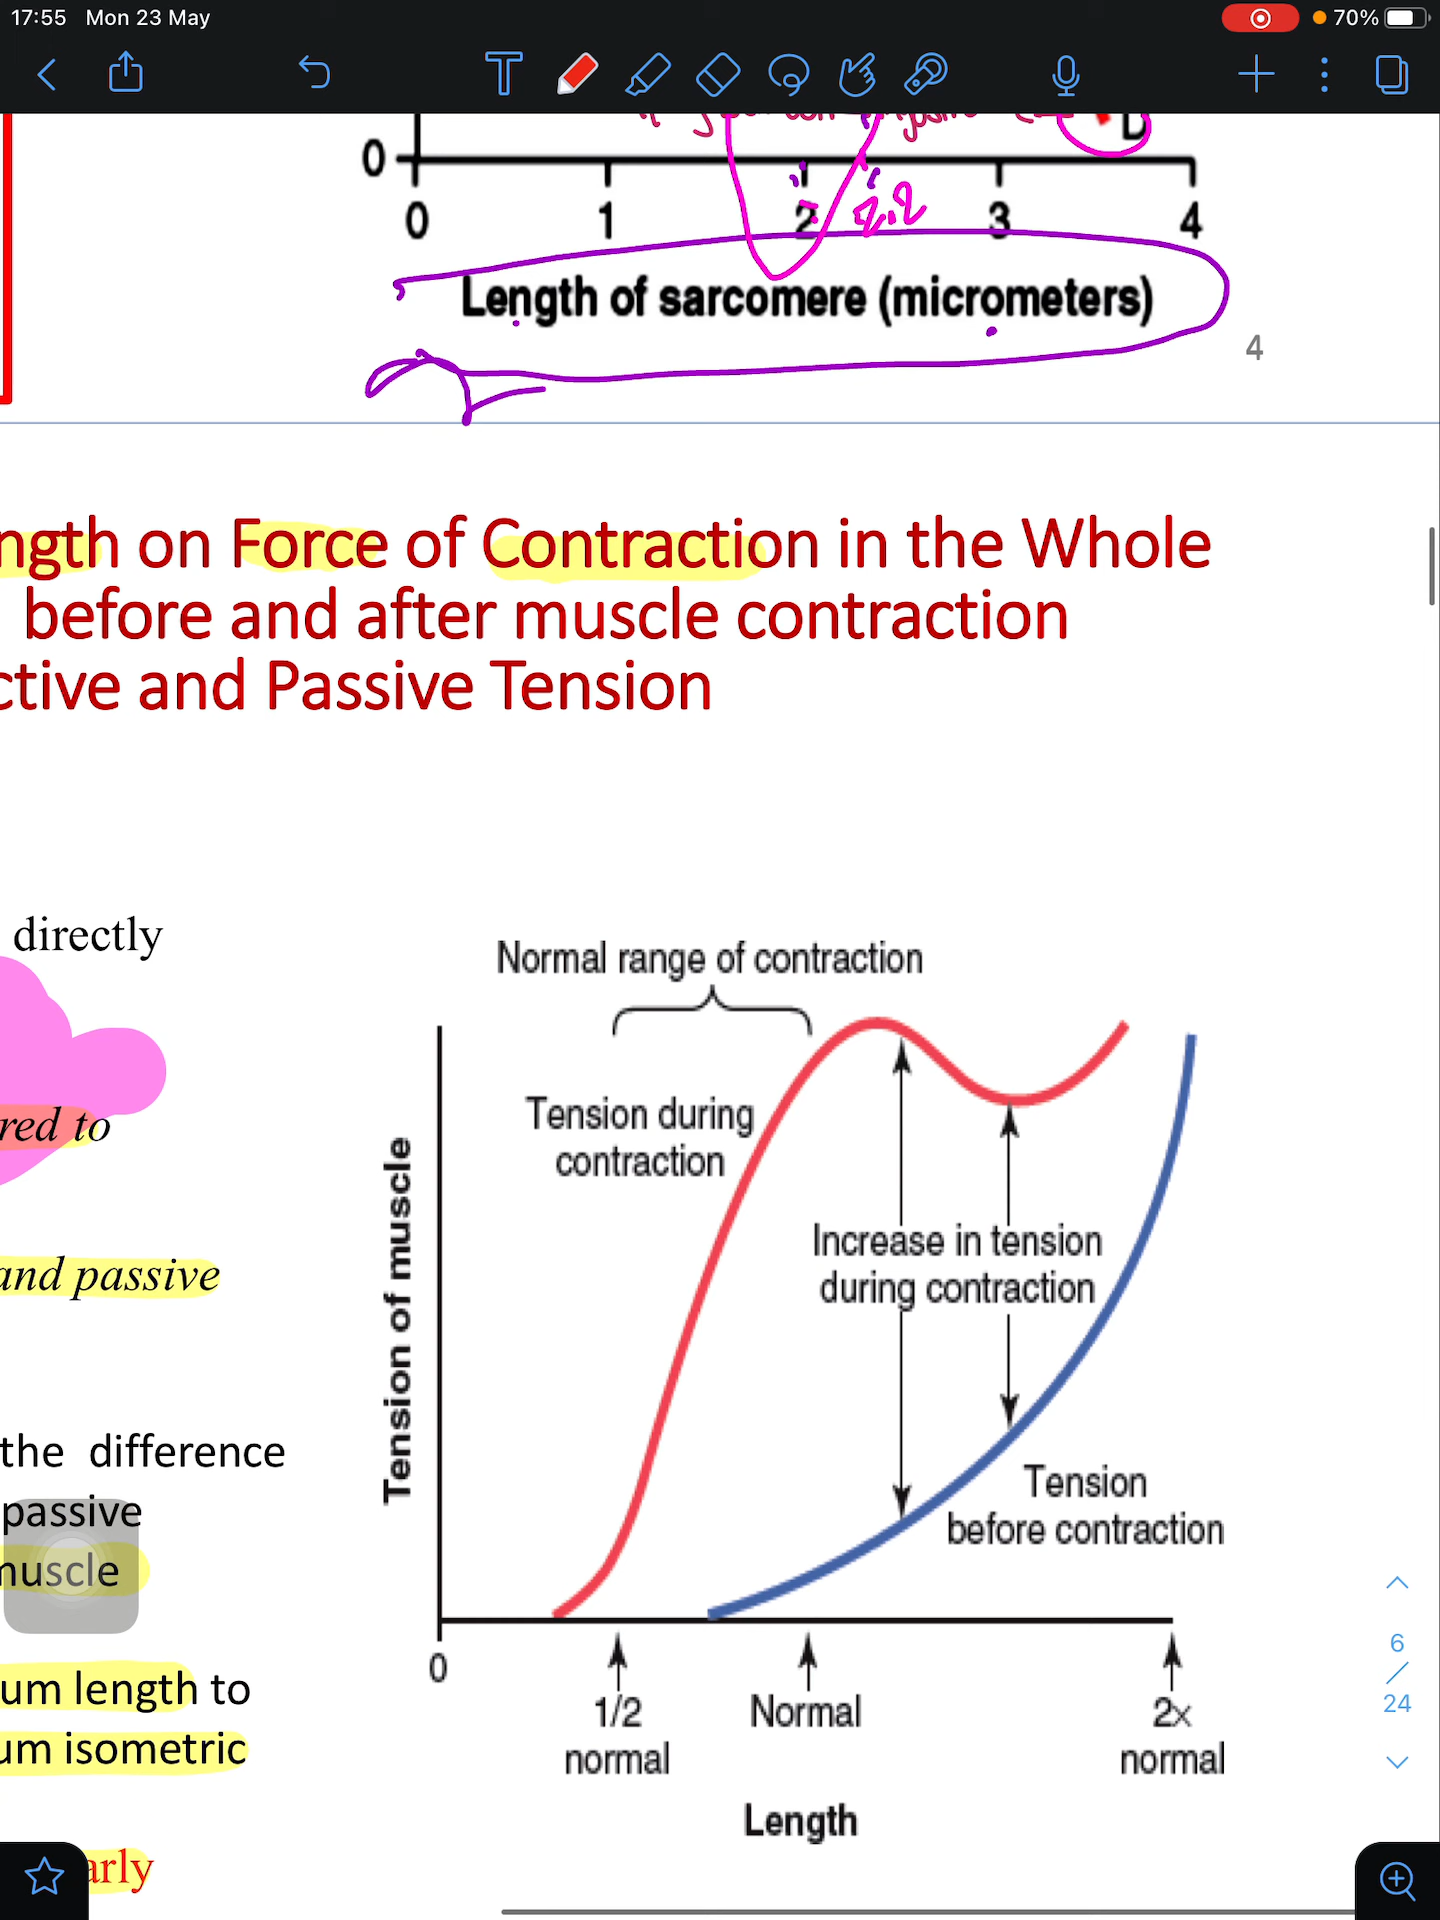 17:55 Mon 23 May
70%
D
0
0 1 2 3 4
2.2
Length of sarcomere (micrometers)
4
ngth on Force of Contraction in the Whole
before and after muscle contraction
ctive and Passive Tension
directly
red to
and passive
the difference
passive
muscle
um length to
um isometric
arly
Normal range of contraction
Tension during
contraction
Increase in tension
during contraction
Tension
before contraction
Tension of muscle
0
1/2
normal
Normal
2x
normal
Length
6
/
24